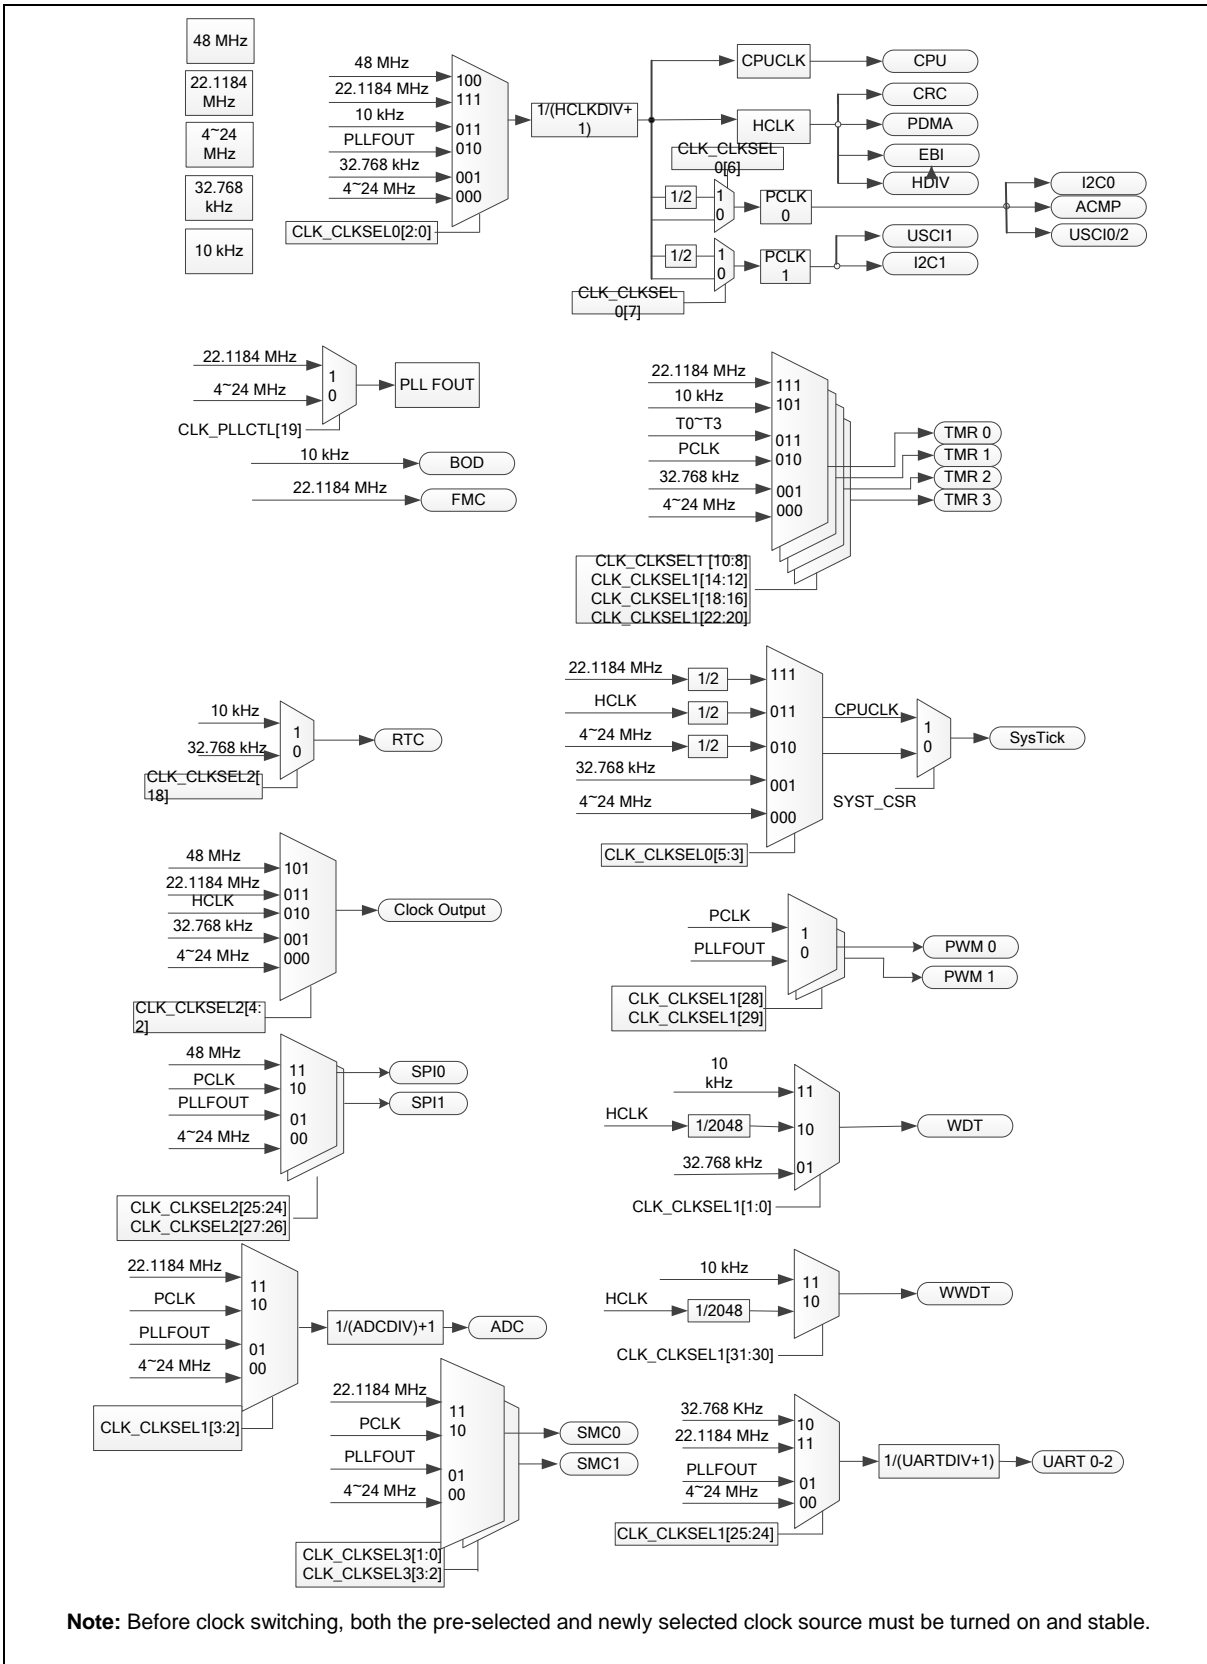 48 MHz
22.1184
MHz
4~24
MHz
32.768
kHz
10 kHz
48 MHz
22.1184 MHz
10 kHz
PLLFOUT
32.768 kHz
4~24 MHz
100
111
011
010
001
000
CLK_CLKSEL0[2:0]
1/(HCLKDIV+
1)
CPUCLK
HCLK
CLK_CLKSEL
0[6]
1/2
1
0
PCLK
0
1/2
1
0
PCLK
1
CLK_CLKSEL
0[7]
CPU
CRC
PDMA
EBI
HDIV
I2C0
ACMP
USCI0/2
USCI1
I2C1
22.1184 MHz
4~24 MHz
1
0
PLL FOUT
CLK_PLLCTL[19]
10 kHz
BOD
22.1184 MHz
FMC
22.1184 MHz
10 kHz
T0~T3
PCLK
32.768 kHz
4~24 MHz
111
101
011
010
001
000
TMR 0
TMR 1
TMR 2
TMR 3
CLK_CLKSEL1 [10:8]
CLK_CLKSEL1[14:12]
CLK_CLKSEL1[18:16]
CLK_CLKSEL1[22:20]
10 kHz
32.768 kHz
1
0
RTC
CLK_CLKSEL2[
18]
22.1184 MHz
HCLK
4~24 MHz
32.768 kHz
4~24 MHz
1/2
1/2
1/2
111
011
010
001
000
CPUCLK
1
0
SysTick
SYST_CSR
CLK_CLKSEL0[5:3]
48 MHz
22.1184 MHz
HCLK
32.768 kHz
4~24 MHz
101
011
010
001
000
Clock Output
CLK_CLKSEL2[4:
2]
PCLK
PLLFOUT
1
0
PWM 0
PWM 1
CLK_CLKSEL1[28]
CLK_CLKSEL1[29]
48 MHz
PCLK
PLLFOUT
4~24 MHz
11
10
01
00
SPI0
SPI1
CLK_CLKSEL2[25:24]
CLK_CLKSEL2[27:26]
10
kHz
HCLK
1/2048
32.768 kHz
11
10
01
WDT
CLK_CLKSEL1[1:0]
22.1184 MHz
PCLK
PLLFOUT
4~24 MHz
11
10
01
00
1/(ADCDIV)+1
ADC
CLK_CLKSEL1[3:2]
10 kHz
HCLK
1/2048
11
10
WWDT
CLK_CLKSEL1[31:30]
22.1184 MHz
PCLK
PLLFOUT
4~24 MHz
11
10
01
00
SMC0
SMC1
CLK_CLKSEL3[1:0]
CLK_CLKSEL3[3:2]
32.768 KHz
22.1184 MHz
PLLFOUT
4~24 MHz
10
11
01
00
1/(UARTDIV+1)
UART 0-2
CLK_CLKSEL1[25:24]
Note: Before clock switching, both the pre-selected and newly selected clock source must be turned on and stable.